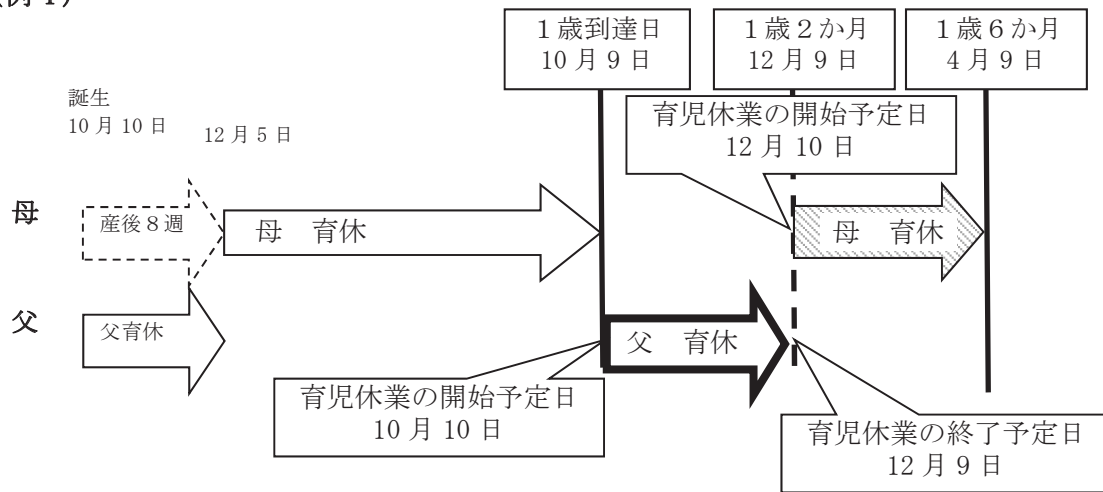 （例1）
1歳到達日
10月9日
1歳2か月
12月9日
1歳6か月
4月9日
誕生
10月10日
12月5日
育児休業の開始予定日
12月10日
母
産後8週
母　育休
母　育休
父
父育休
父　育休
育児休業の開始予定日
10月10日
育児休業の終了予定日
12月9日